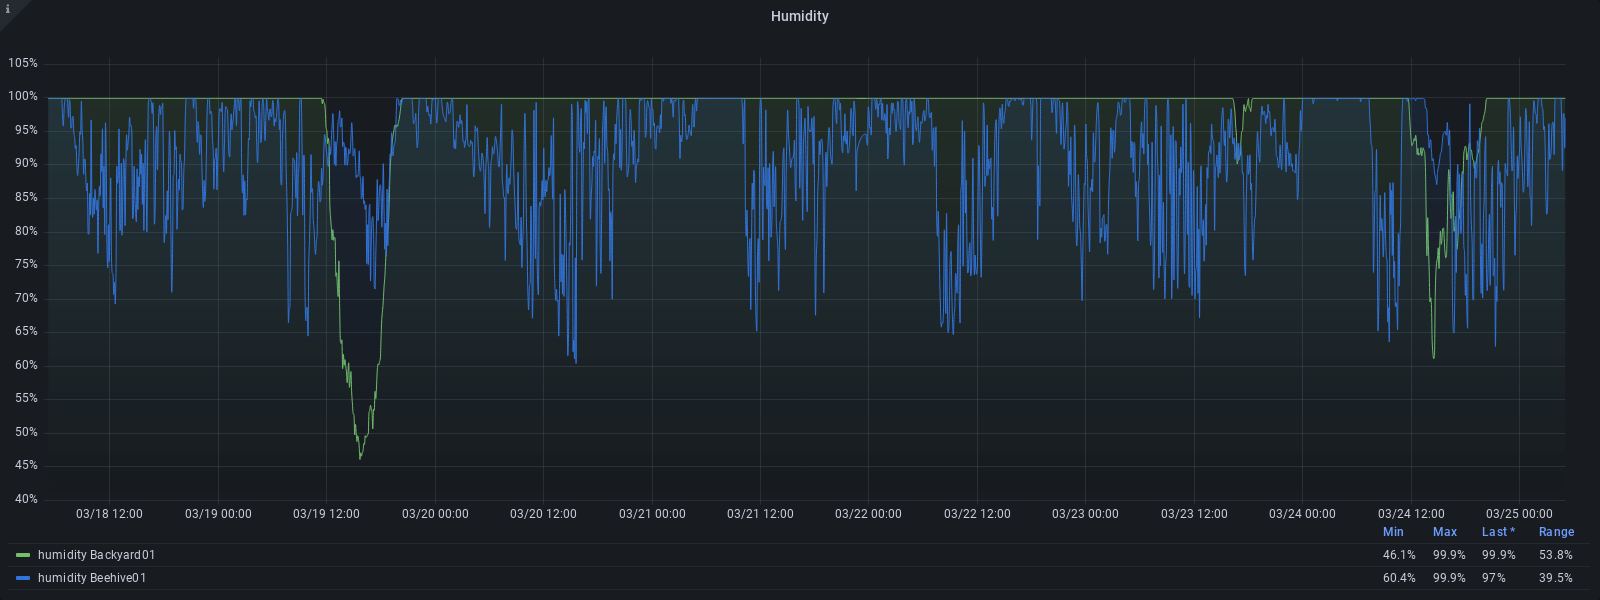 i
Humidity
105%
100%
95%
90%
85%
80%
75%
70%
65%
60%
55%
50%
45%
40%
03/18 12:00 03/19 00:00 03/19 12:00 03/20 00:00 03/20 12:00 03/21 00:00 03/21 12:00 03/22 00:00 03/22 12:00 03/23 00:00 03/23 12:00 03/24 00:00 03/24 12:00 03/25 00:00
Min Max Last * Range
humidity Backyard01 46.1% 99.9% 99.9% 53.8%
humidity Beehive01 60.4% 99.9% 97% 39.5%